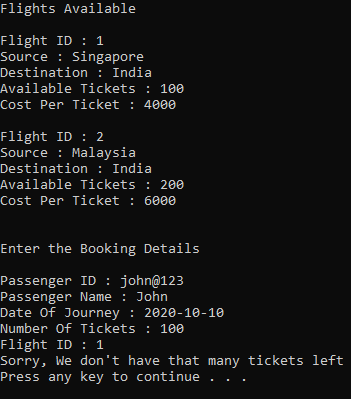 Flights Available
Flight ID : 1
Source : Singapore
Destination : India
Available Tickets : 100
Cost Per Ticket : 4000
Flight ID : 2
Source : Malaysia
Destination : India
Available Tickets : 200
Cost Per Ticket : 6000
Enter the Booking Details
Passenger ID : john@123
Passenger Name : John
Date Of Journey : 2020-10-10
Number Of Tickets : 100
Flight ID : 1
Sorry, We don't have that many tickets left
Press any key to continue . . .